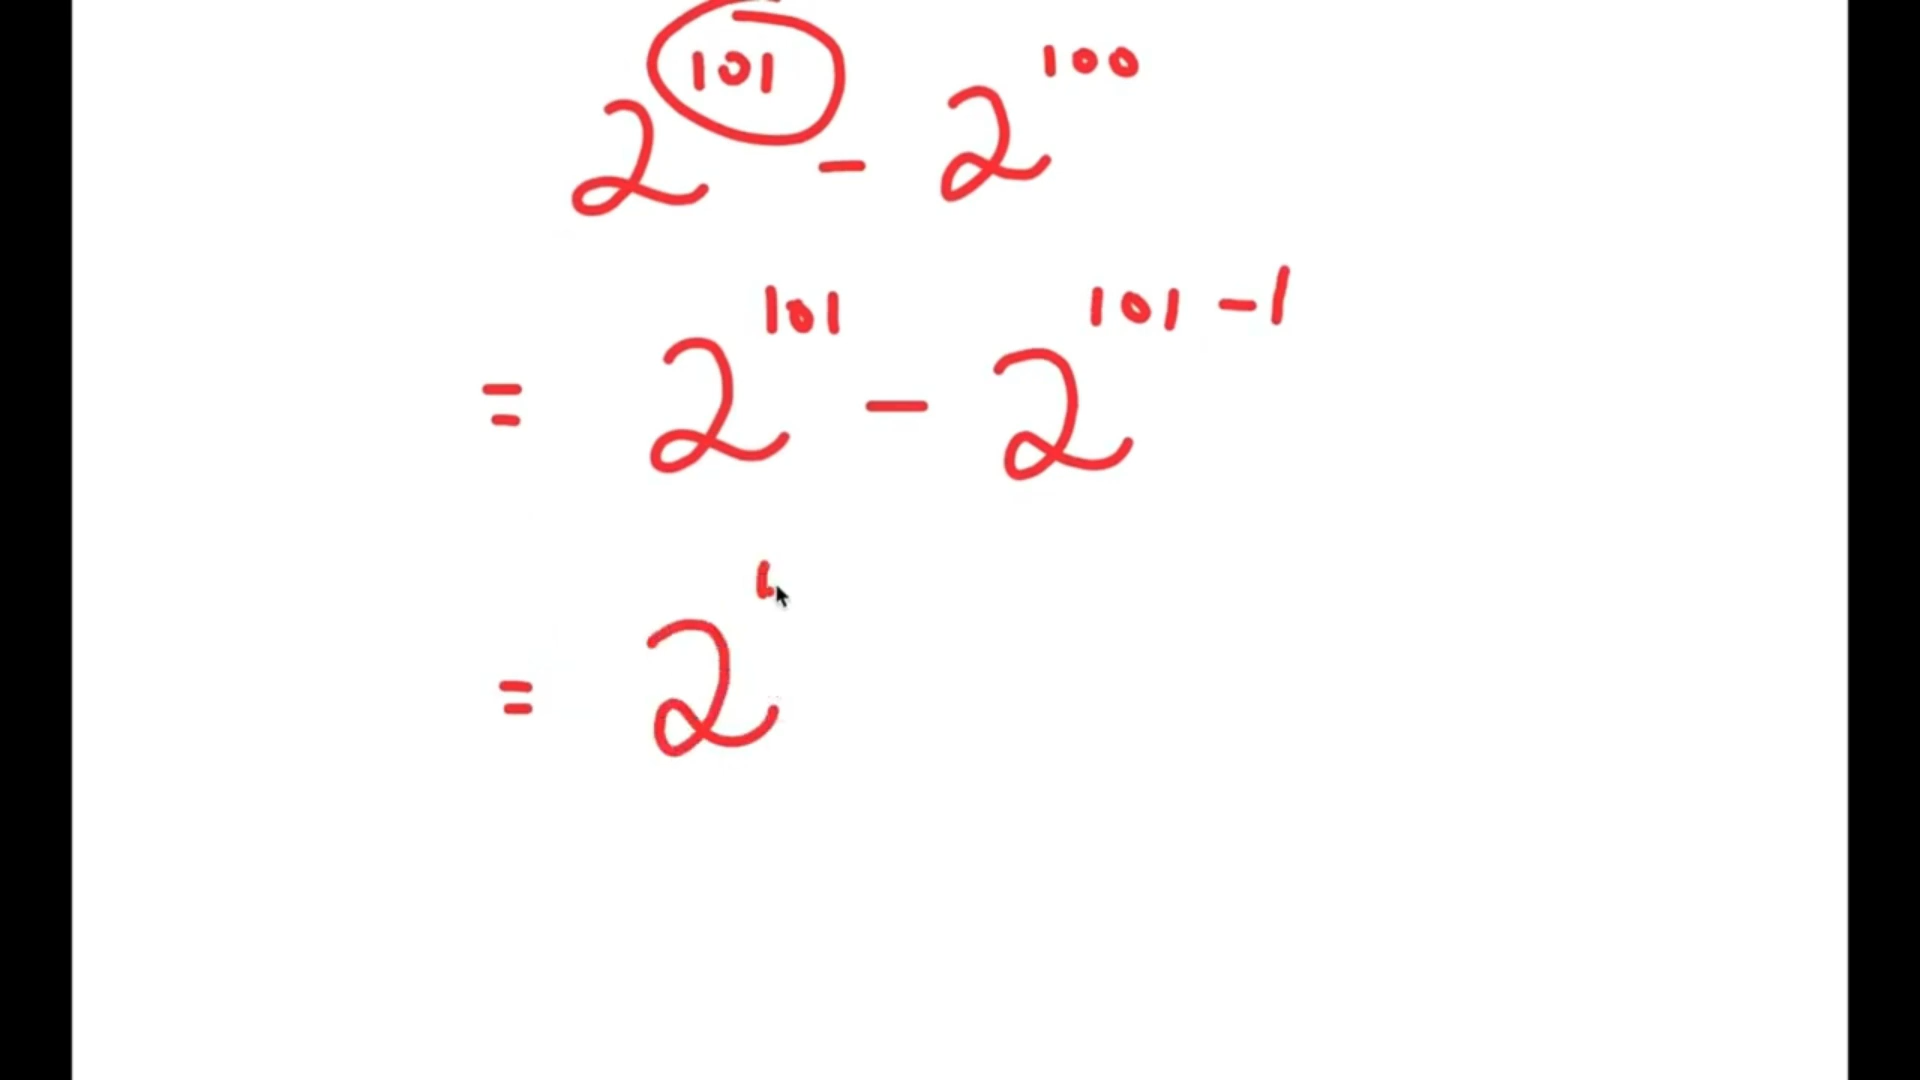 2^101 - 2^100
= 2^101 - 2^101-1
= 2